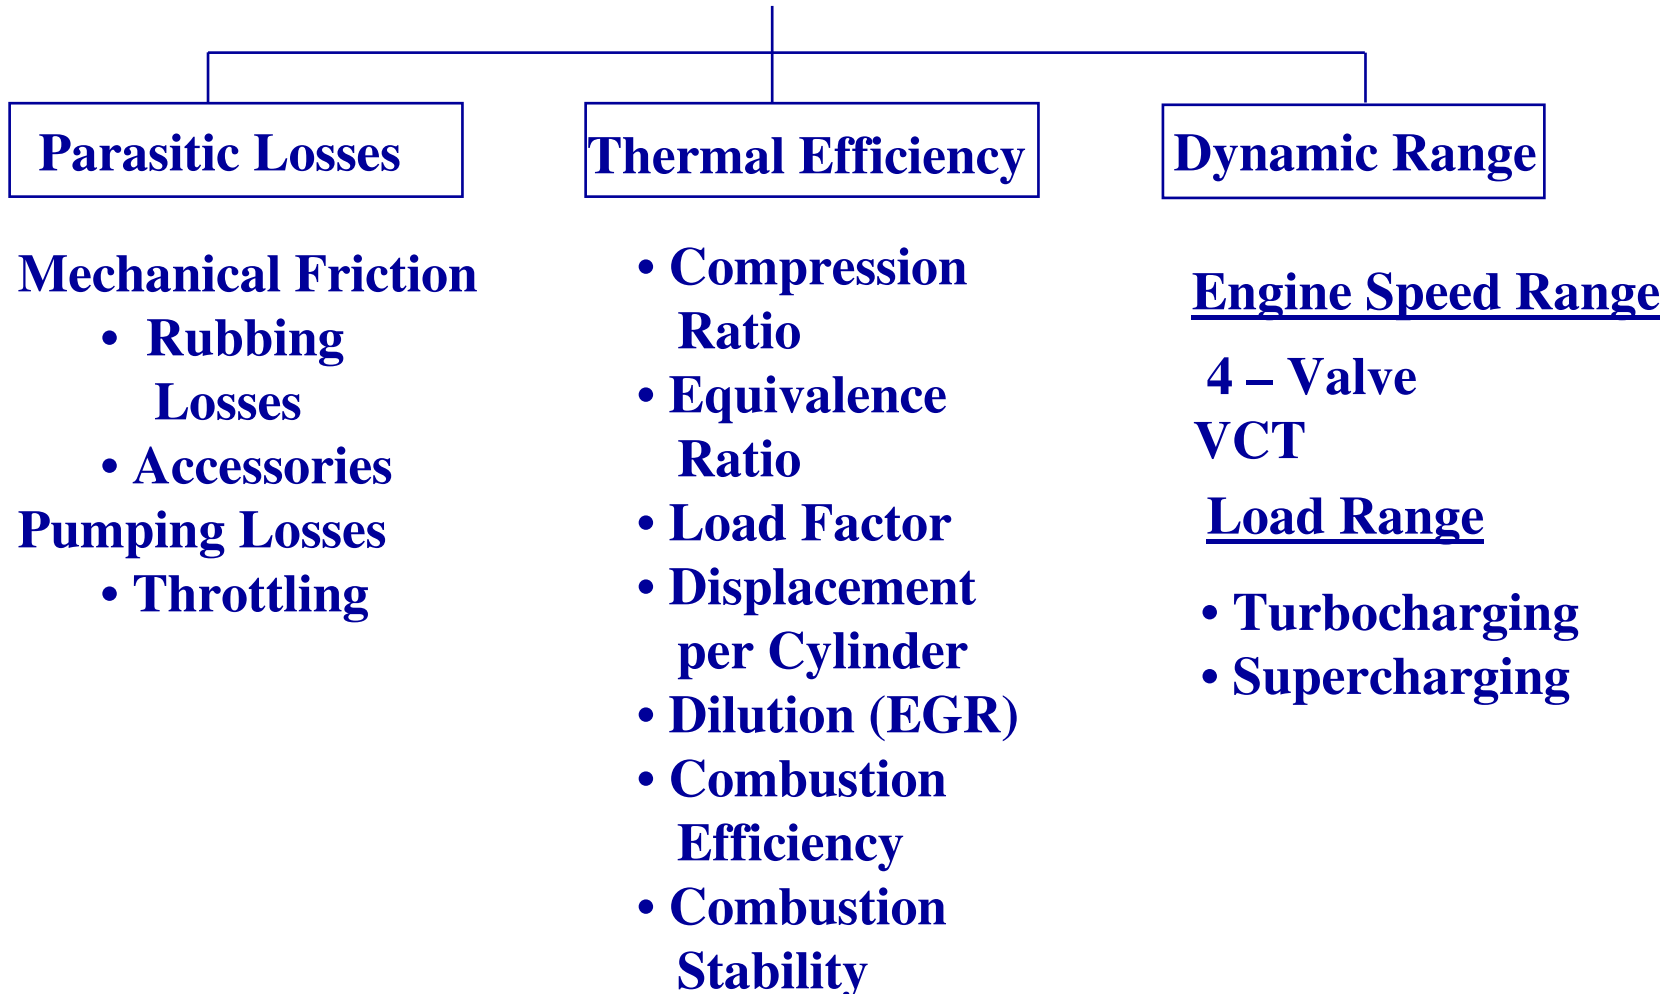 Parasitic Losses
Mechanical Friction
• Rubbing
Losses
• Accessories
Pumping Losses
• Throttling
Thermal Efficiency
• Compression
Ratio
• Equivalence
Ratio
• Load Factor
• Displacement
per Cylinder
• Dilution (EGR)
• Combustion
Efficiency
• Combustion
Stability
Dynamic Range
Engine Speed Range
4 – Valve
VCT
Load Range
• Turbocharging
• Supercharging